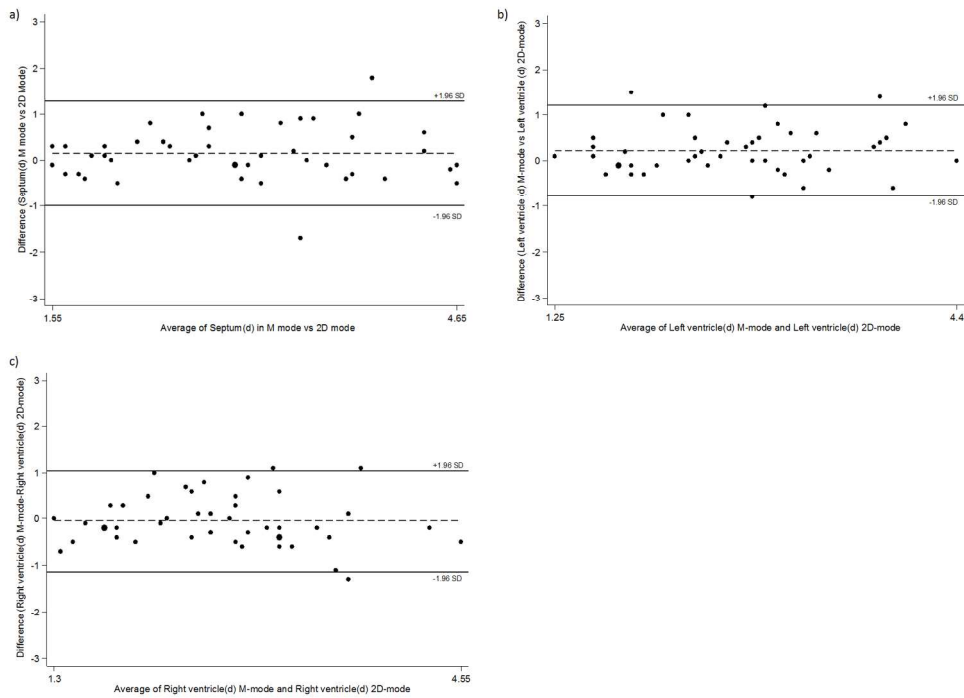 a)
3
2
1
0
-1
-2
-3
+1.96 SD
-1.96 SD
Difference (Septum(d) M mode vs 2D Mode)
1.55
4.65
Average of Septum(d) in M mode vs 2D mode
b)
3
2
1
0
-1
-2
-3
+1.96 SD
-1.96 SD
Difference (Left ventricle (d) M-mode vs Left ventricle (d) 2D-mode)
1.25
4.4
Average of Left ventricle(d) M-mode and Left ventricle(d) 2D-mode
c)
3
2
1
0
-1
-2
-3
+1.96 SD
-1.96 SD
Difference (Right ventricle(d) M-mode-Right ventricle(d) 2D-mode)
1.3
4.55
Average of Right ventricle(d) M-mode and Right ventricle(d) 2D-mode